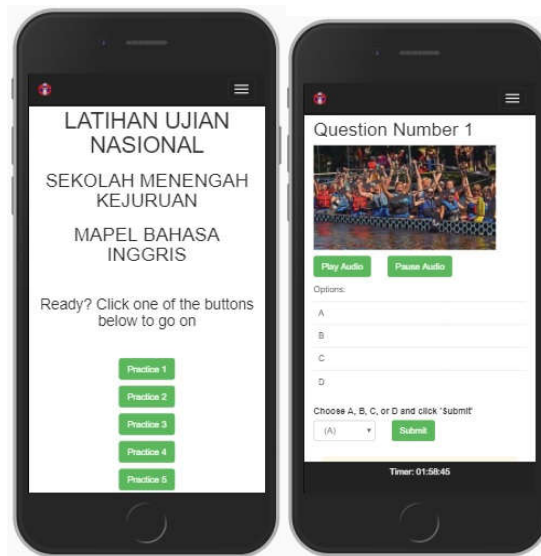 LATIHAN UJIAN
NASIONAL
SEKOLAH MENENGAH
KEJURUAN
MAPEL BAHASA
INGGRIS
Ready? Click one of the buttons
below to go on
Practice 1
Practice 2
Practice 3
Practice 4
Practice 5
Question Number 1
Play Audio Pause Audio
Options:
A
B
C
D
Choose A, B, C, or D and click 'Submit'
(A) Submit
Timer: 01:58:45